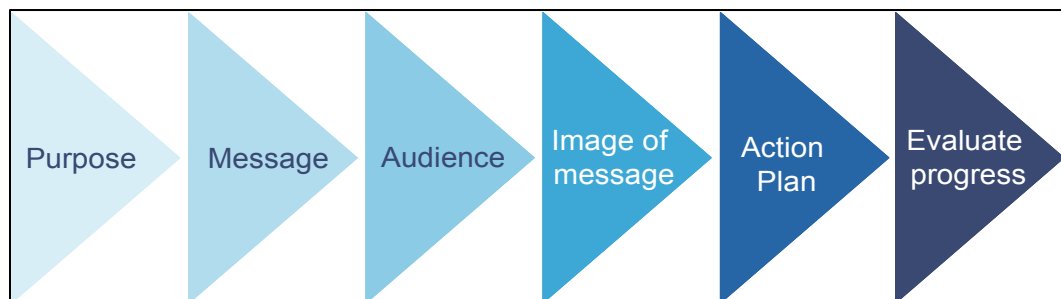 Purpose
Message
Audience
Image of
message
Action
Plan
Evaluate
progress